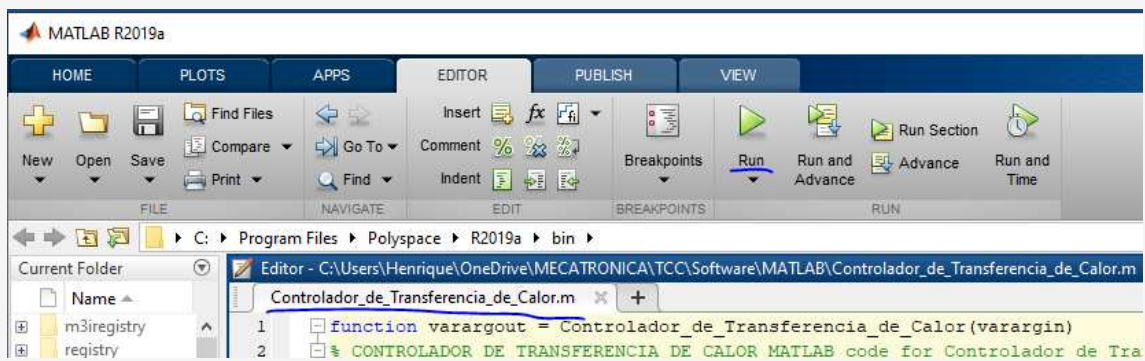 MATLAB R2019a
HOME PLOTS APPS EDITOR PUBLISH VIEW
New Open Save Find Files Compare Print
Go To Find
Insert fx Comment Indent
Breakpoints
Run Run and Advance Run Section Advance Run and Time
FILE NAVIGATE EDIT BREAKPOINTS RUN
C: Program Files Polyspace R2019a bin
Current Folder Editor - C:\Users\Henrique\OneDrive\MECATRONICA\TCC\Software\MATLAB\Controlador_de_Transferencia_de_Calor.m
Name Controlador_de_Transferencia_de_Calor.m
m3iregistry 1 function varargout = Controlador_de_Transferencia_de_Calor(varargin)
registry 2 % CONTROLADOR DE TRANSFERENCIA DE CALOR MATLAB code for Controlador de Tra